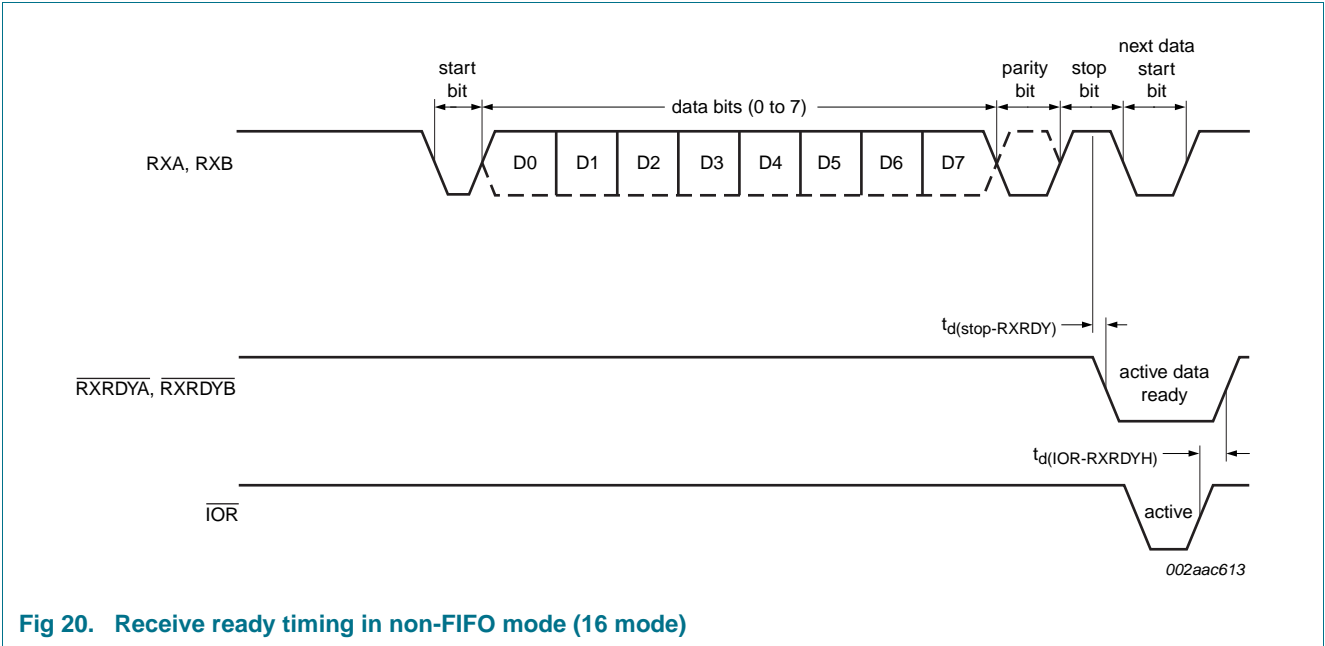 next data
start
bit
start
bit
parity
bit
stop
bit
data bits (0 to 7)
RXA, RXB
D0 D1 D2 D3 D4 D5 D6 D7
td(stop-RXRDY)
RXRDYA, RXRDYB
active data
ready
td(IOR-RXRDYH)
IOR
active
002aac613
Fig 20. Receive ready timing in non-FIFO mode (16 mode)